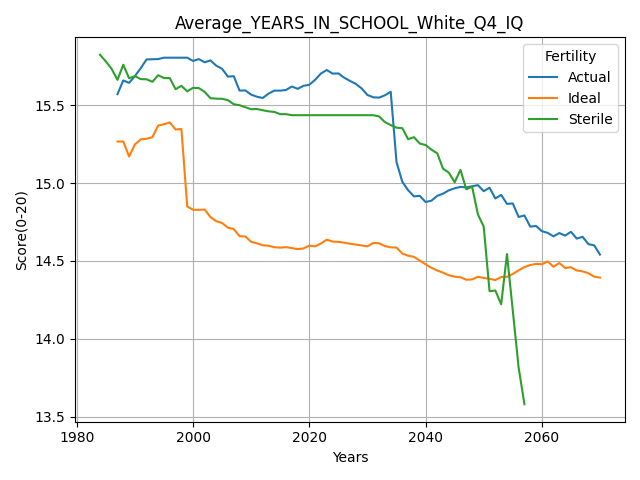 Average_YEARS_IN_SCHOOL_White_Q4_IQ
Fertility
Actual
Ideal
Sterile
Score(0-20)
15.5
15.0
14.5
14.0
13.5
1980
2000
2020
2040
2060
Years